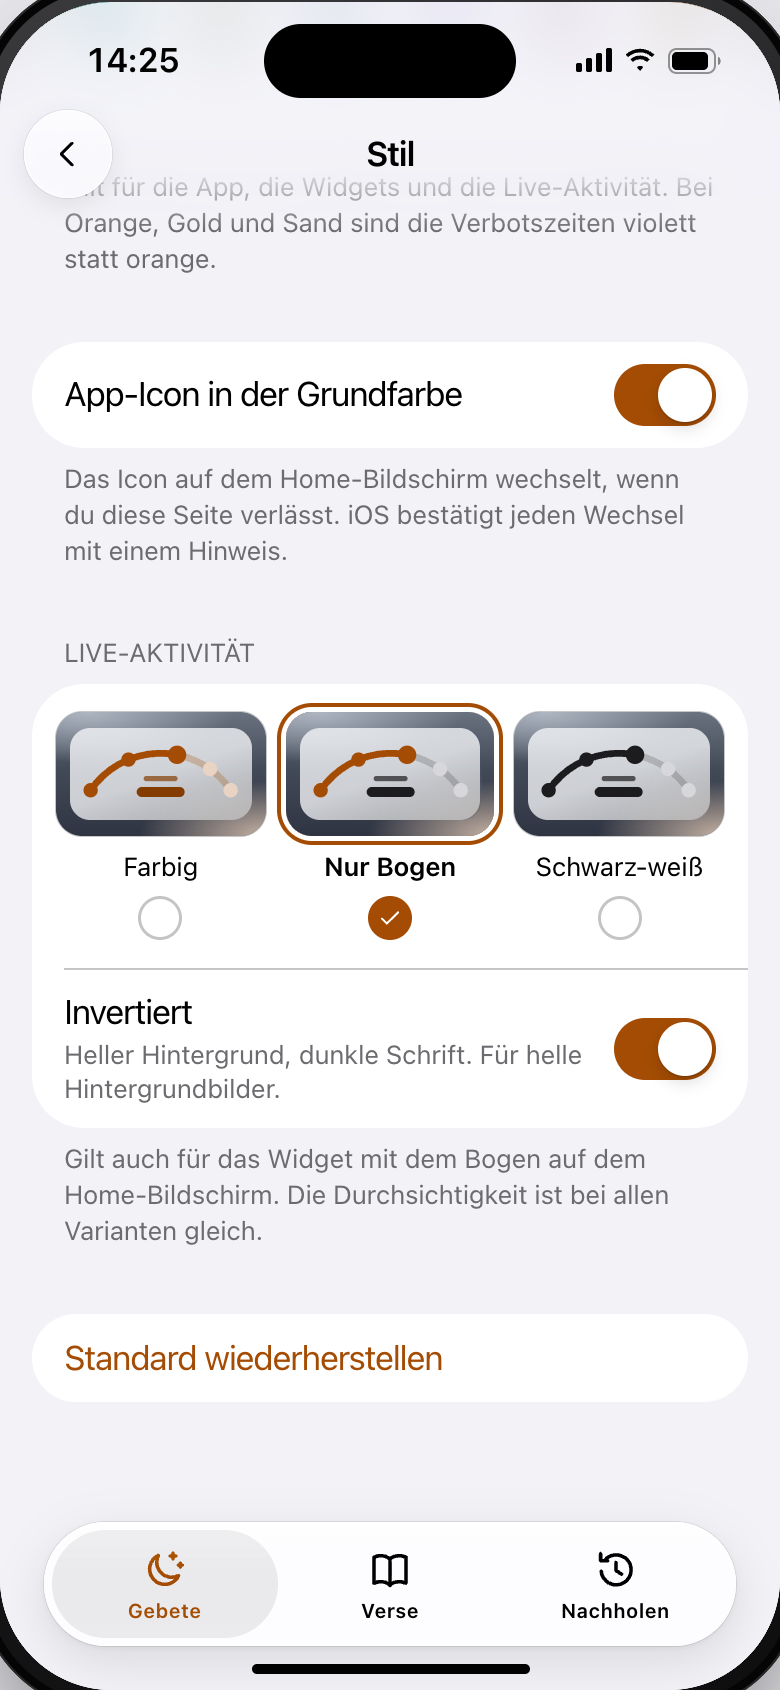 14:25
Stil
für die App, die Widgets und die Live-Aktivität. Bei
Orange, Gold und Sand sind die Verbotszeiten violett
statt orange.
App-Icon in der Grundfarbe
Das Icon auf dem Home-Bildschirm wechselt, wenn
du diese Seite verlässt. iOS bestätigt jeden Wechsel
mit einem Hinweis.
LIVE-AKTIVITÄT
Farbig
Nur Bogen
Schwarz-weiß
Invertiert
Heller Hintergrund, dunkle Schrift. Für helle
Hintergrundbilder.
Gilt auch für das Widget mit dem Bogen auf dem
Home-Bildschirm. Die Durchsichtigkeit ist bei allen
Varianten gleich.
Standard wiederherstellen
Gebete
Verse
Nachholen